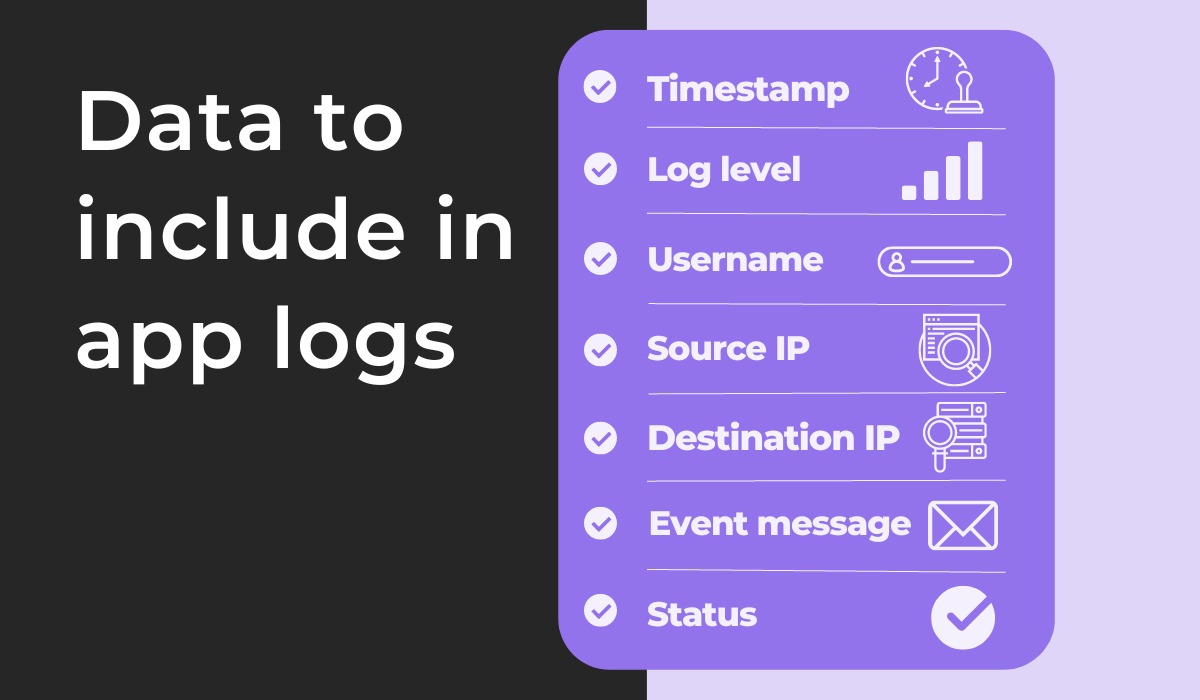 Data to
include in
app logs
Timestamp
Log level
Username
Source IP
Destination IP
Event message
Status